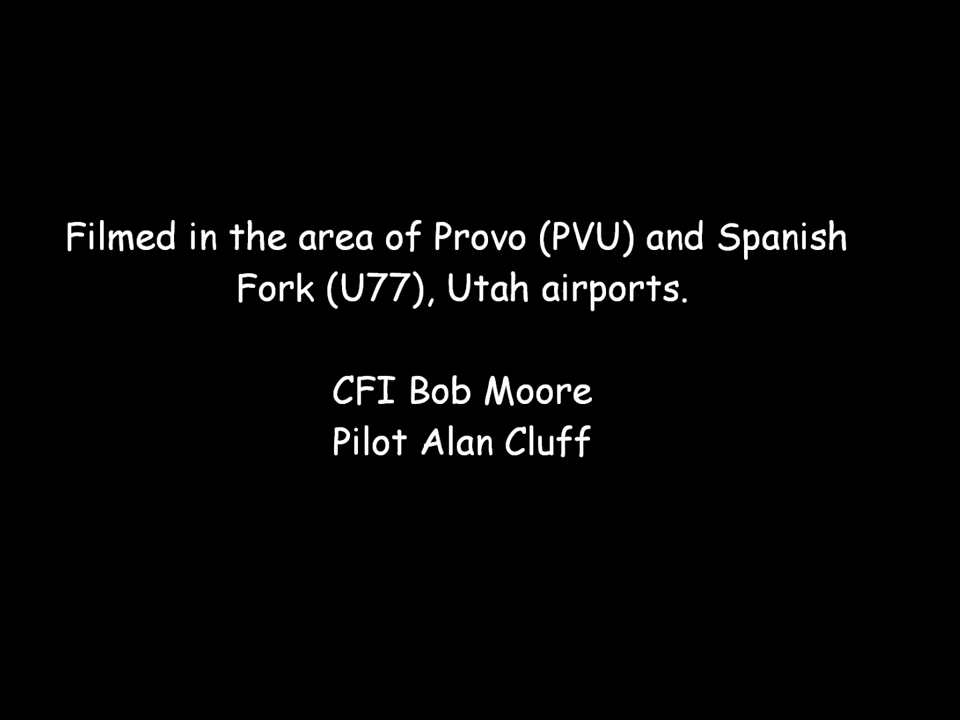 Filmed in the area of Provo (PVU) and Spanish
Fork (U77), Utah airports.
CFI Bob Moore
Pilot Alan Cluff